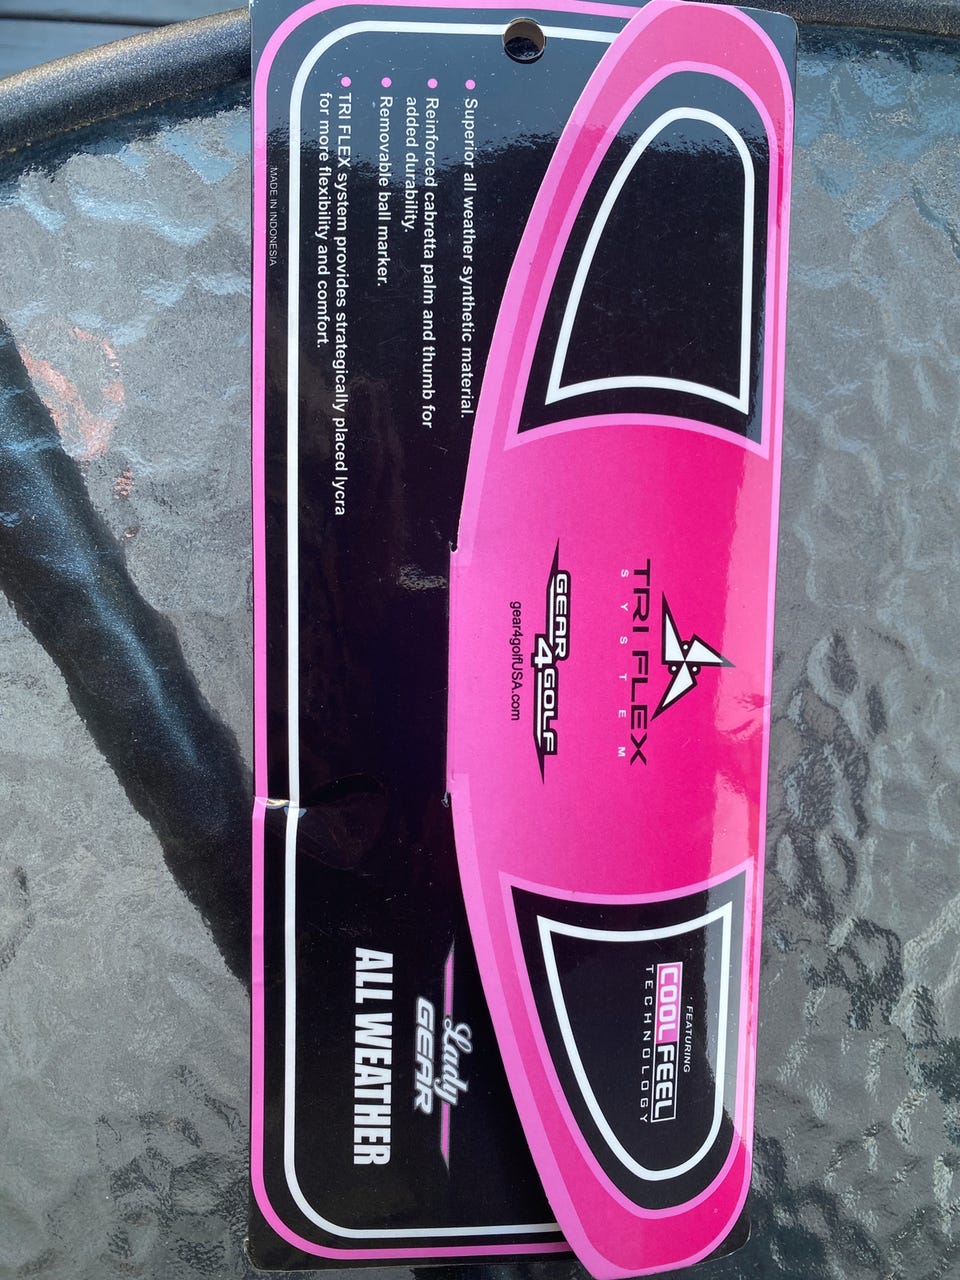 Superior all weather synthetic material.
Reinforced cabretta palm and thumb for
added durability.
Removable ball marker.
TRI FLEX system provides strategically placed lycra
for more flexibility and comfort.
MADE IN INDONESIA
TRI FLEX
SYSTEM
GEAR
4GOLF
gear4golfUSA.com
FEATURING
COOL FEEL
TECHNOLOGY
Lady
GEAR
ALL WEATHER